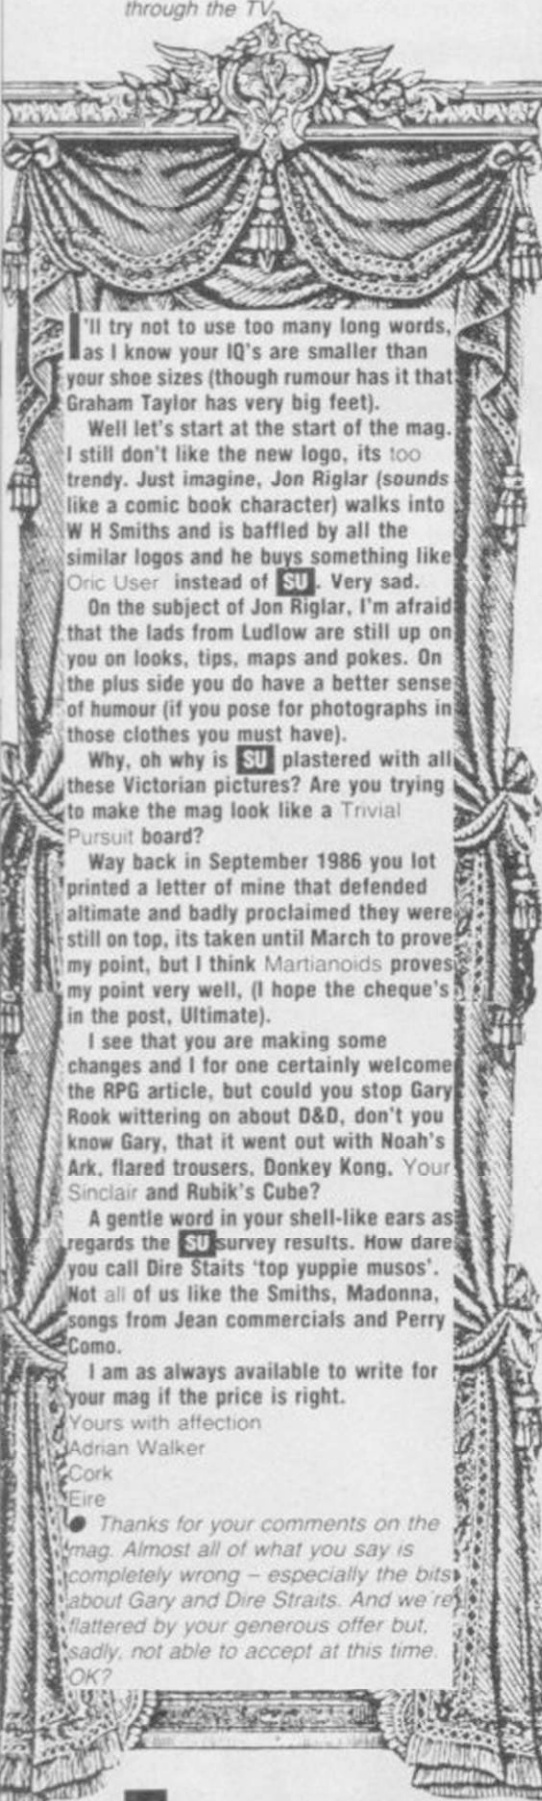 through the TV.
I'll try not to use too many long words,
as I know your IQ's are smaller than
your shoe sizes (though rumour has it that
Graham Taylor has very big feet).
Well let's start at the start of the mag.
I still don't like the new logo, its too
trendy. Just imagine, Jon Riglar (sounds
like a comic book character) walks into
W H Smiths and is baffled by all the
similar logos and he buys something like
Oric User instead of SU. Very sad.
On the subject of Jon Riglar, I'm afraid
that the lads from Ludlow are still up on
you on looks, tips, maps and pokes. On
the plus side you do have a better sense
of humour (if you pose for photographs in
those clothes you must have).
Why, oh why is SU plastered with all
these Victorian pictures? Are you trying
to make the mag look like a Trivial
Pursuit board?
Way back in September 1986 you lot
printed a letter of mine that defended
altimate and badly proclaimed they were
still on top, its taken until March to prove
my point, but I think Martianoids proves
my point very well, (I hope the cheque's
in the post, Ultimate).
I see that you are making some
changes and I for one certainly welcome
the RPG article, but could you stop Gary
Rook wittering on about D&D, don't you
know Gary, that it went out with Noah's
Ark, flared trousers, Donkey Kong, Your
Sinclair and Rubik's Cube?
A gentle word in your shell-like ears as
regards the SU survey results. How dare
you call Dire Staits 'top yuppie musos'.
Not all of us like the Smiths, Madonna,
songs from Jean commercials and Perry
Como.
I am as always available to write for
your mag if the price is right.
Yours with affection
Adrian Walker
Cork
Eire
● Thanks for your comments on the
mag. Almost all of what you say is
completely wrong – especially the bits
about Gary and Dire Straits. And we're
flattered by your generous offer but,
sadly, not able to accept at this time.
OK?